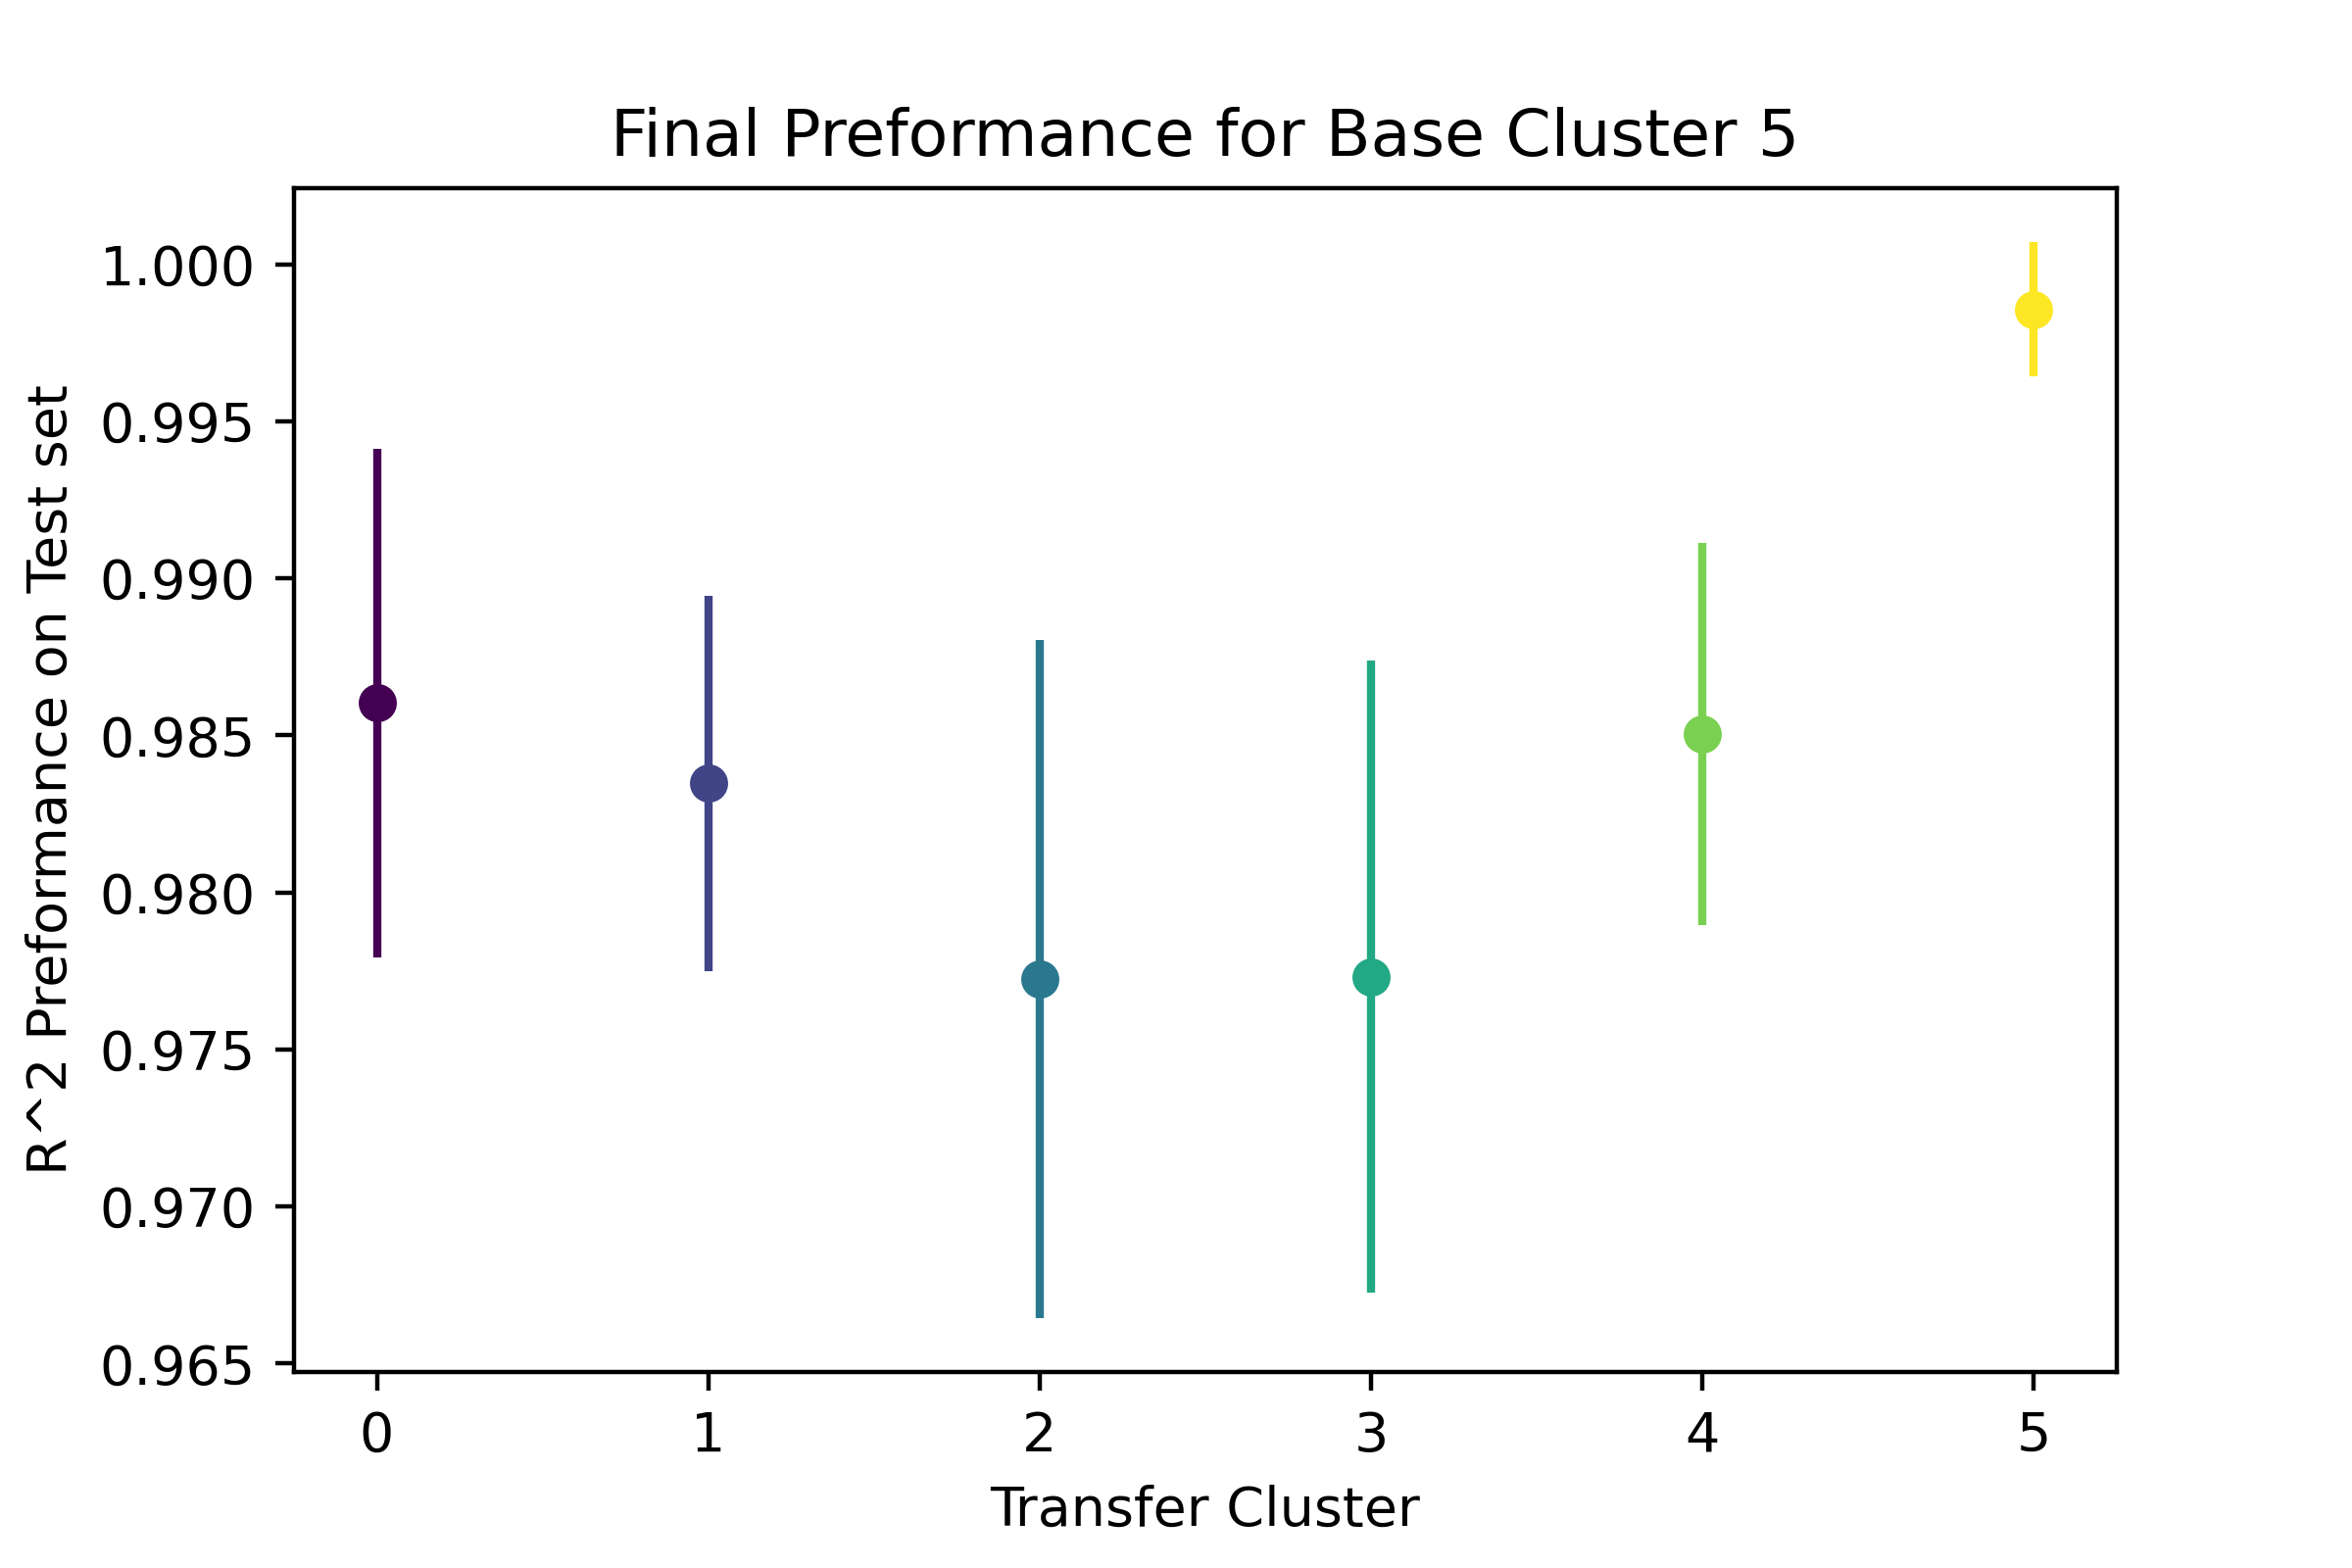 Final Preformance for Base Cluster 5
R^2 Preformance on Test set
1.000
0.995
0.990
0.985
0.980
0.975
0.970
0.965
0 1 2 3 4 5
Transfer Cluster